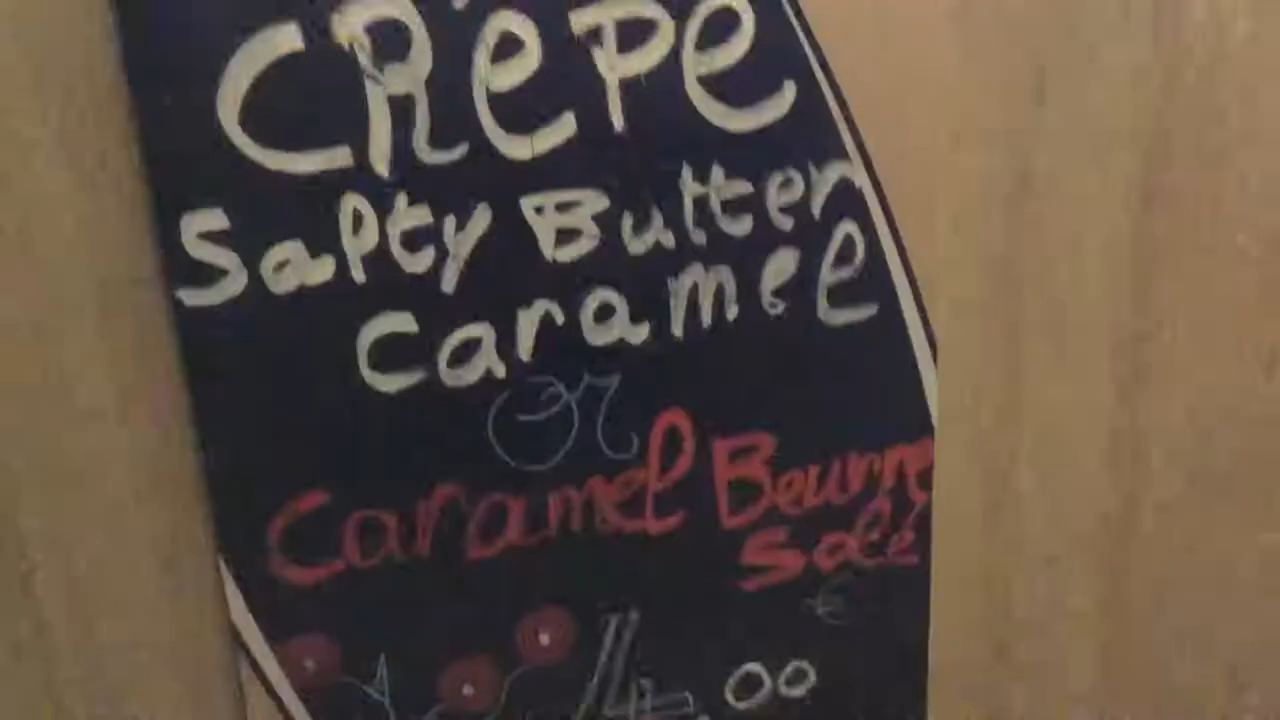 CRêPe
Salty Butter
Caramel
or
Caramel Beurre
Salé
€
4.00